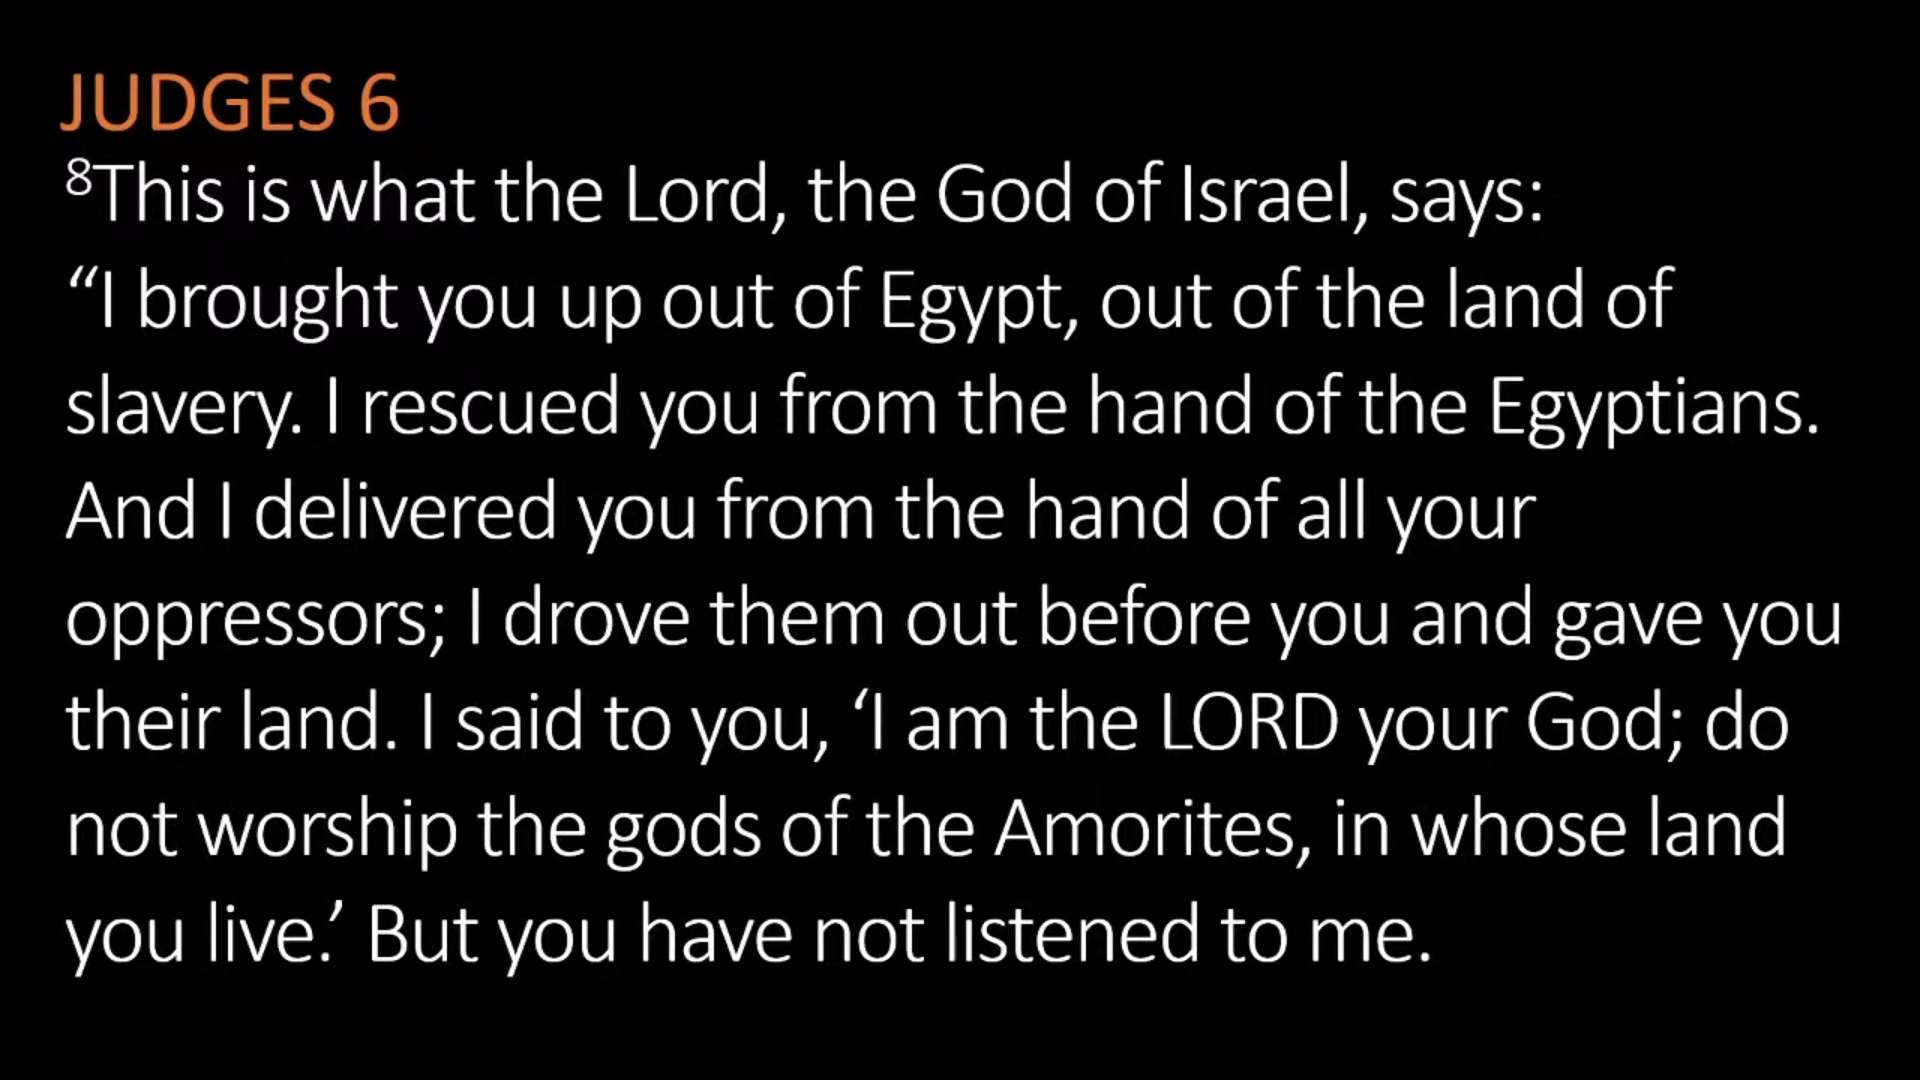 JUDGES 6
⁸This is what the Lord, the God of Israel, says:
“I brought you up out of Egypt, out of the land of
slavery. I rescued you from the hand of the Egyptians.
And I delivered you from the hand of all your
oppressors; I drove them out before you and gave you
their land. I said to you, ‘I am the LORD your God; do
not worship the gods of the Amorites, in whose land
you live.’ But you have not listened to me.